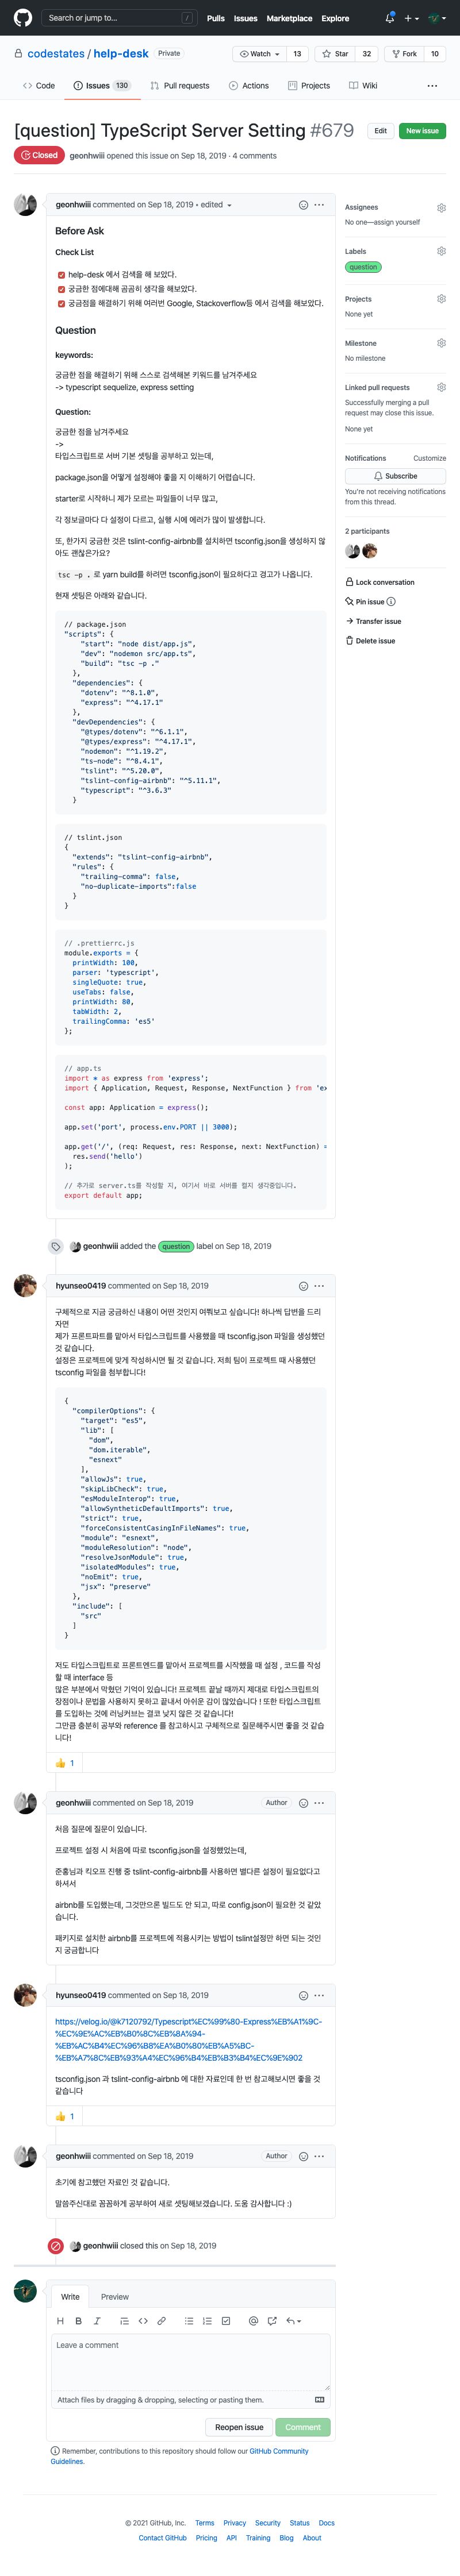 Search or jump to...
/
Pulls Issues Marketplace Explore
codestates / help-desk Private
Watch 13 Star 32 Fork 10
Code Issues 130 Pull requests Actions Projects Wiki
[question] TypeScript Server Setting #679
Edit New issue
Closed geonhwiii opened this issue on Sep 18, 2019 · 4 comments
geonhwiii commented on Sep 18, 2019 • edited
Before Ask
Check List
help-desk 에서 검색을 해 보았다.
궁금한 점에대해 곰곰히 생각을 해보았다.
궁금점을 해결하기 위해 여러번 Google, Stackoverflow등 에서 검색을 해보았다.
Question
keywords:
궁금한 점을 해결하기 위해 스스로 검색해본 키워드를 남겨주세요
-> typescript sequelize, express setting
Question:
궁금한 점을 남겨주세요
->
타입스크립트로 서버 기본 셋팅을 공부하고 있는데,
package.json을 어떻게 설정해야 좋을 지 이해하기 어렵습니다.
starter로 시작하니 제가 모르는 파일들이 너무 많고,
각 정보글마다 다 설정이 다르고, 실행 시에 에러가 많이 발생합니다.
또, 한가지 궁금한 것은 tslint-config-airbnb를 설치하면 tsconfig.json을 생성하지 않
아도 괜찮은가요?
tsc -p . 로 yarn build를 하려면 tsconfig.json이 필요하다고 경고가 나옵니다.
현재 셋팅은 아래와 같습니다.
// package.json
"scripts": {
"start": "node dist/app.js",
"dev": "nodemon src/app.ts",
"build": "tsc -p ."
},
"dependencies": {
"dotenv": "^8.1.0",
"express": "^4.17.1"
},
"devDependencies": {
"@types/dotenv": "^6.1.1",
"@types/express": "^4.17.1",
"nodemon": "^1.19.2",
"ts-node": "^8.4.1",
"tslint": "^5.20.0",
"tslint-config-airbnb": "^5.11.1",
"typescript": "^3.6.3"
}
// tslint.json
{
"extends": "tslint-config-airbnb",
"rules": {
"trailing-comma": false,
"no-duplicate-imports":false
}
}
// .prettierrc.js
module.exports = {
printWidth: 100,
parser: 'typescript',
singleQuote: true,
useTabs: false,
printWidth: 80,
tabWidth: 2,
trailingComma: 'es5'
};
// app.ts
import * as express from 'express';
import { Application, Request, Response, NextFunction } from 'ex
const app: Application = express();
app.set('port', process.env.PORT || 3000);
app.get('/', (req: Request, res: Response, next: NextFunction) =
res.send('hello')
);
// 추가로 server.ts를 작성할 지, 여기서 바로 서버를 켤지 생각중입니다.
export default app;
geonhwiii added the question label on Sep 18, 2019
hyunseo0419 commented on Sep 18, 2019
구체적으로 지금 궁금하신 내용이 어떤 것인지 여쭤보고 싶습니다! 하나씩 답변을 드리
자면
제가 프론트파트를 맡아서 타입스크립트를 사용했을 때 tsconfig.json 파일을 생성했던
것 같습니다.
설정은 프로젝트에 맞게 작성하시면 될 것 같습니다. 저희 팀이 프로젝트 때 사용했던
tsconfig 파일을 첨부합니다!
{
"compilerOptions": {
"target": "es5",
"lib": [
"dom",
"dom.iterable",
"esnext"
],
"allowJs": true,
"skipLibCheck": true,
"esModuleInterop": true,
"allowSyntheticDefaultImports": true,
"strict": true,
"forceConsistentCasingInFileNames": true,
"module": "esnext",
"moduleResolution": "node",
"resolveJsonModule": true,
"isolatedModules": true,
"noEmit": true,
"jsx": "preserve"
},
"include": [
"src"
]
}
저도 타입스크립트로 프론트엔드를 맡아서 프로젝트를 시작했을 때 설정 , 코드를 작성
할 때 interface 등
많은 부분에서 막혔던 기억이 있습니다! 프로젝트 끝날 때까지 제대로 타입스크립트의
장점이나 문법을 사용하지 못하고 끝내서 아쉬운 감이 많았습니다 ! 또한 타입스크립트
를 도입하는 것에 러닝커브는 결코 낮지 않은 것 같습니다!
그만큼 충분히 공부와 reference 를 참고하시고 구체적으로 질문해주시면 좋을 것 같습
니다!
👍 1
geonhwiii commented on Sep 18, 2019 Author
처음 질문에 질문이 있습니다.
프로젝트 설정 시 처음에 따로 tsconfig.json을 설정했었는데,
준홍님과 킥오프 진행 중 tslint-config-airbnb를 사용하면 별다른 설정이 필요없다고
하셔서
airbnb를 도입했는데, 그것만으론 빌드도 안 되고, 따로 config.json이 필요한 것 같았
습니다.
패키지로 설치한 airbnb를 프로젝트에 적용시키는 방법이 tslint설정만 하면 되는 것인
지 궁금합니다
hyunseo0419 commented on Sep 18, 2019
https://velog.io/@k7120792/Typescript%EC%99%80-Express%EB%A1%9C-
%EC%9E%AC%EB%B0%8C%EB%8A%94-
%EB%AC%B4%EC%96%B8%EA%B0%80%EB%A5%BC-
%EB%A7%8C%EB%93%A4%EC%96%B4%EB%B3%B4%EC%9E%902
tsconfig.json 과 tslint-config-airbnb 에 대한 자료인데 한 번 참고해보시면 좋을 것
같습니다
👍 1
geonhwiii commented on Sep 18, 2019 Author
초기에 참고했던 자료인 것 같습니다.
말씀주신대로 꼼꼼하게 공부하여 새로 셋팅해보겠습니다. 도움 감사합니다 :)
geonhwiii closed this on Sep 18, 2019
Write Preview
Leave a comment
Attach files by dragging & dropping, selecting or pasting them.
Reopen issue Comment
Remember, contributions to this repository should follow our GitHub Community
Guidelines.
Assignees
No one—assign yourself
Labels
question
Projects
None yet
Milestone
No milestone
Linked pull requests
Successfully merging a pull
request may close this issue.
None yet
Notifications Customize
Subscribe
You're not receiving notifications
from this thread.
2 participants
Lock conversation
Pin issue
Transfer issue
Delete issue
© 2021 GitHub, Inc. Terms Privacy Security Status Docs
Contact GitHub Pricing API Training Blog About